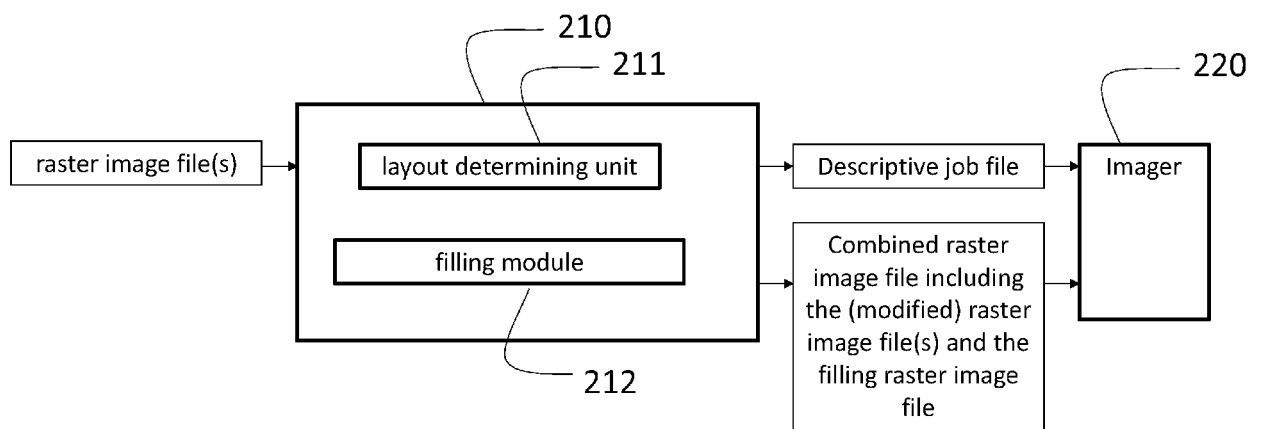 210
211
220
raster image file(s)
layout determining unit
Descriptive job file
Imager
filling module
Combined raster
image file including
the (modified) raster
image file(s) and the
filling raster image
file
212